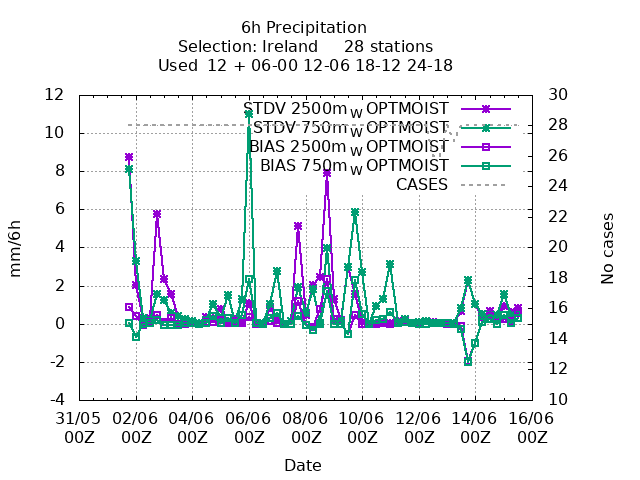 6h Precipitation
Selection: Ireland     28 stations
Used  12 + 06-00 12-06 18-12 24-18
STDV 2500m W OPTMOIST
STDV 750m W OPTMOIST
BIAS 2500m W OPTMOIST
BIAS 750m W OPTMOIST
CASES
12
10
8
6
4
2
0
-2
-4
30
28
26
24
22
20
18
16
14
12
10
mm/6h
No cases
31/05 02/06 04/06 06/06 08/06 10/06 12/06 14/06 16/06
00Z 00Z 00Z 00Z 00Z 00Z 00Z 00Z 00Z
Date